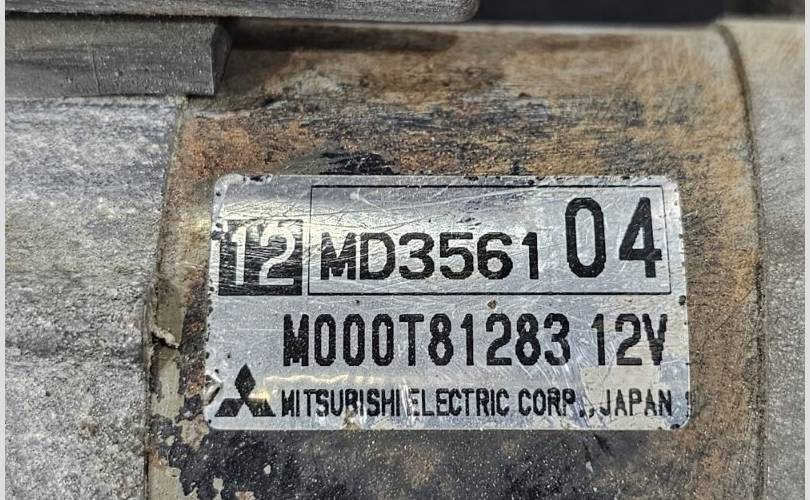 12 MD3561 04
M000T81283 12V
MITSUBISHI ELECTRIC CORP., JAPAN